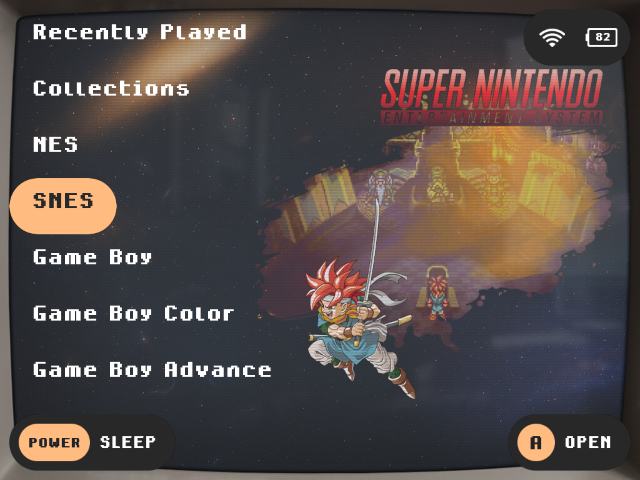 Recently Played
82
Collections
SUPER NINTENDO
ENTERTAINMENT SYSTEM
NES
SNES
Game Boy
Game Boy Color
Game Boy Advance
POWER SLEEP
A OPEN